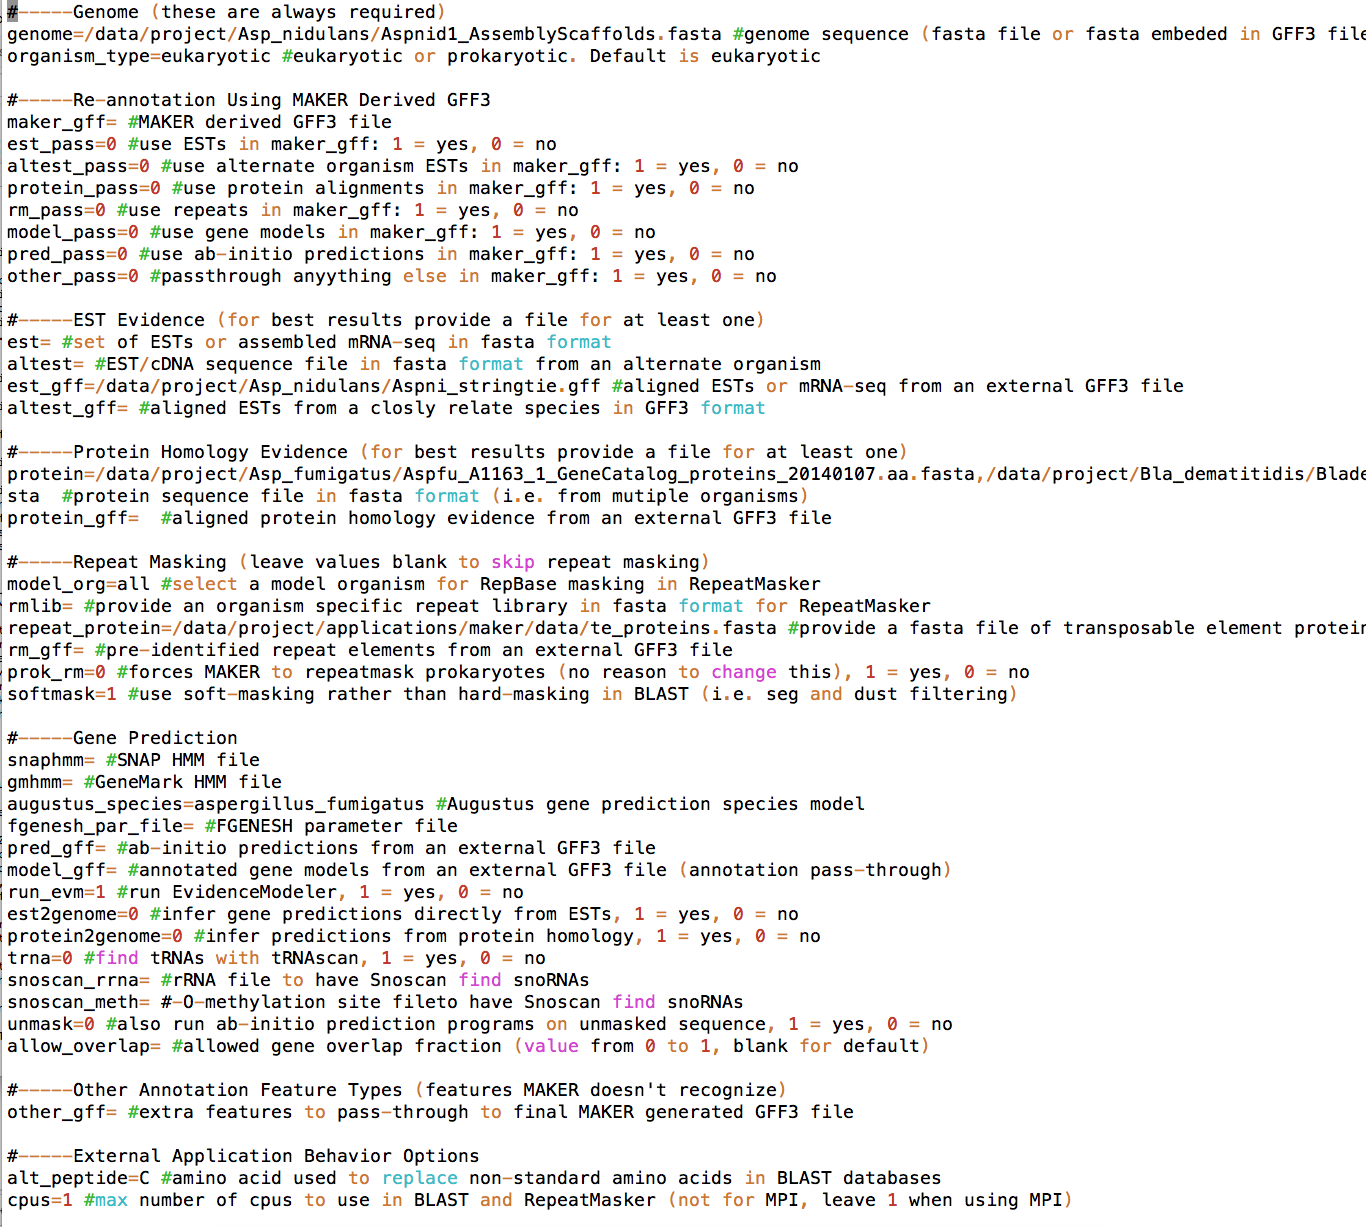 #-----Genome (these are always required)
genome=/data/project/Asp_nidulans/Aspnid1_AssemblyScaffolds.fasta #genome sequence (fasta file or fasta embeded in GFF3 file
organism_type=eukaryotic #eukaryotic or prokaryotic. Default is eukaryotic
#-----Re-annotation Using MAKER Derived GFF3
maker_gff= #MAKER derived GFF3 file
est_pass=0 #use ESTs in maker_gff: 1 = yes, 0 = no
altest_pass=0 #use alternate organism ESTs in maker_gff: 1 = yes, 0 = no
protein_pass=0 #use protein alignments in maker_gff: 1 = yes, 0 = no
rm_pass=0 #use repeats in maker_gff: 1 = yes, 0 = no
model_pass=0 #use gene models in maker_gff: 1 = yes, 0 = no
pred_pass=0 #use ab-initio predictions in maker_gff: 1 = yes, 0 = no
other_pass=0 #passthrough anyything else in maker_gff: 1 = yes, 0 = no
#-----EST Evidence (for best results provide a file for at least one)
est= #set of ESTs or assembled mRNA-seq in fasta format
altest= #EST/cDNA sequence file in fasta format from an alternate organism
est_gff=/data/project/Asp_nidulans/Aspni_stringtie.gff #aligned ESTs or mRNA-seq from an external GFF3 file
altest_gff= #aligned ESTs from a closly relate species in GFF3 format
#-----Protein Homology Evidence (for best results provide a file for at least one)
protein=/data/project/Asp_fumigatus/Aspfu_A1163_1_GeneCatalog_proteins_20140107.aa.fasta,/data/project/Bla_dematitidis/Blade
sta  #protein sequence file in fasta format (i.e. from mutiple organisms)
protein_gff=  #aligned protein homology evidence from an external GFF3 file
#-----Repeat Masking (leave values blank to skip repeat masking)
model_org=all #select a model organism for RepBase masking in RepeatMasker
rmlib= #provide an organism specific repeat library in fasta format for RepeatMasker
repeat_protein=/data/project/applications/maker/data/te_proteins.fasta #provide a fasta file of transposable element protein
rm_gff= #pre-identified repeat elements from an external GFF3 file
prok_rm=0 #forces MAKER to repeatmask prokaryotes (no reason to change this), 1 = yes, 0 = no
softmask=1 #use soft-masking rather than hard-masking in BLAST (i.e. seg and dust filtering)
#-----Gene Prediction
snaphmm= #SNAP HMM file
gmhmm= #GeneMark HMM file
augustus_species=aspergillus_fumigatus #Augustus gene prediction species model
fgenesh_par_file= #FGENESH parameter file
pred_gff= #ab-initio predictions from an external GFF3 file
model_gff= #annotated gene models from an external GFF3 file (annotation pass-through)
run_evm=1 #run EvidenceModeler, 1 = yes, 0 = no
est2genome=0 #infer gene predictions directly from ESTs, 1 = yes, 0 = no
protein2genome=0 #infer predictions from protein homology, 1 = yes, 0 = no
trna=0 #find tRNAs with tRNAscan, 1 = yes, 0 = no
snoscan_rrna= #rRNA file to have Snoscan find snoRNAs
snoscan_meth= #-O-methylation site fileto have Snoscan find snoRNAs
unmask=0 #also run ab-initio prediction programs on unmasked sequence, 1 = yes, 0 = no
allow_overlap= #allowed gene overlap fraction (value from 0 to 1, blank for default)
#-----Other Annotation Feature Types (features MAKER doesn't recognize)
other_gff= #extra features to pass-through to final MAKER generated GFF3 file
#-----External Application Behavior Options
alt_peptide=C #amino acid used to replace non-standard amino acids in BLAST databases
cpus=1 #max number of cpus to use in BLAST and RepeatMasker (not for MPI, leave 1 when using MPI)